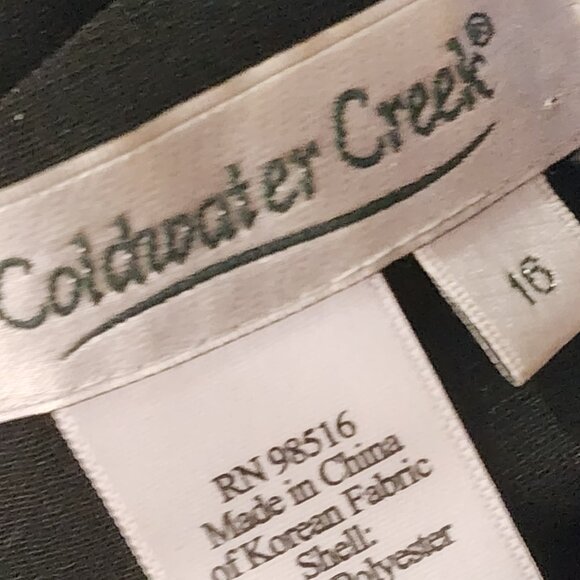 Coldwater Creek®
16
RN 98516
Made in China
of Korean Fabric
Shell:
Polyester